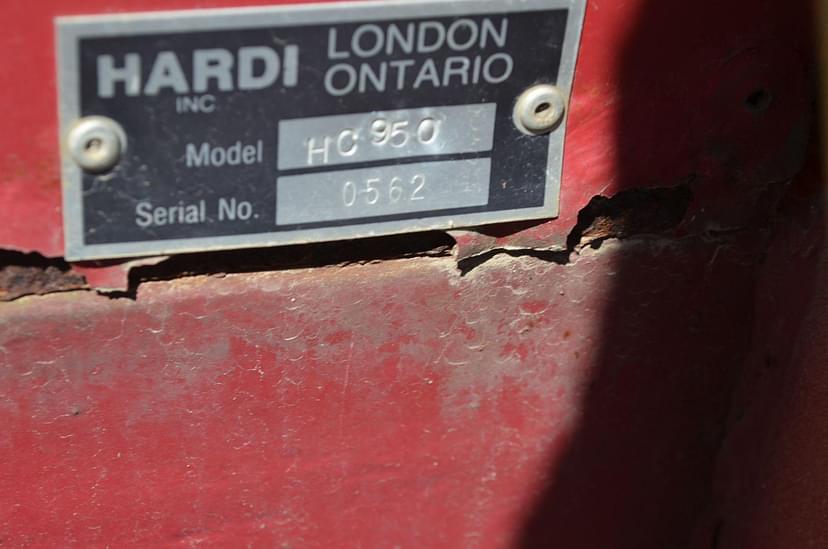 HARDI LONDON
INC ONTARIO
Model HC 950
Serial No. 0562